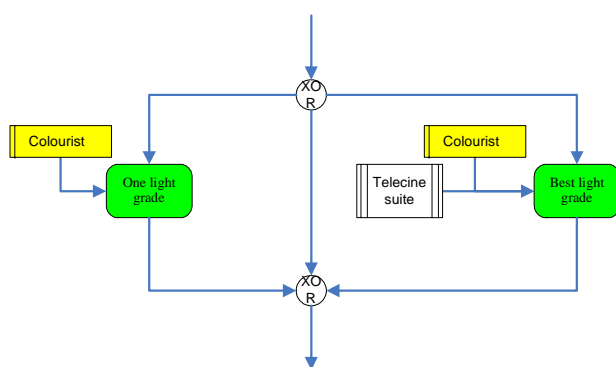 XO
R
Colourist
Colourist
One light
grade
Telecine
suite
Best light
grade
XO
R